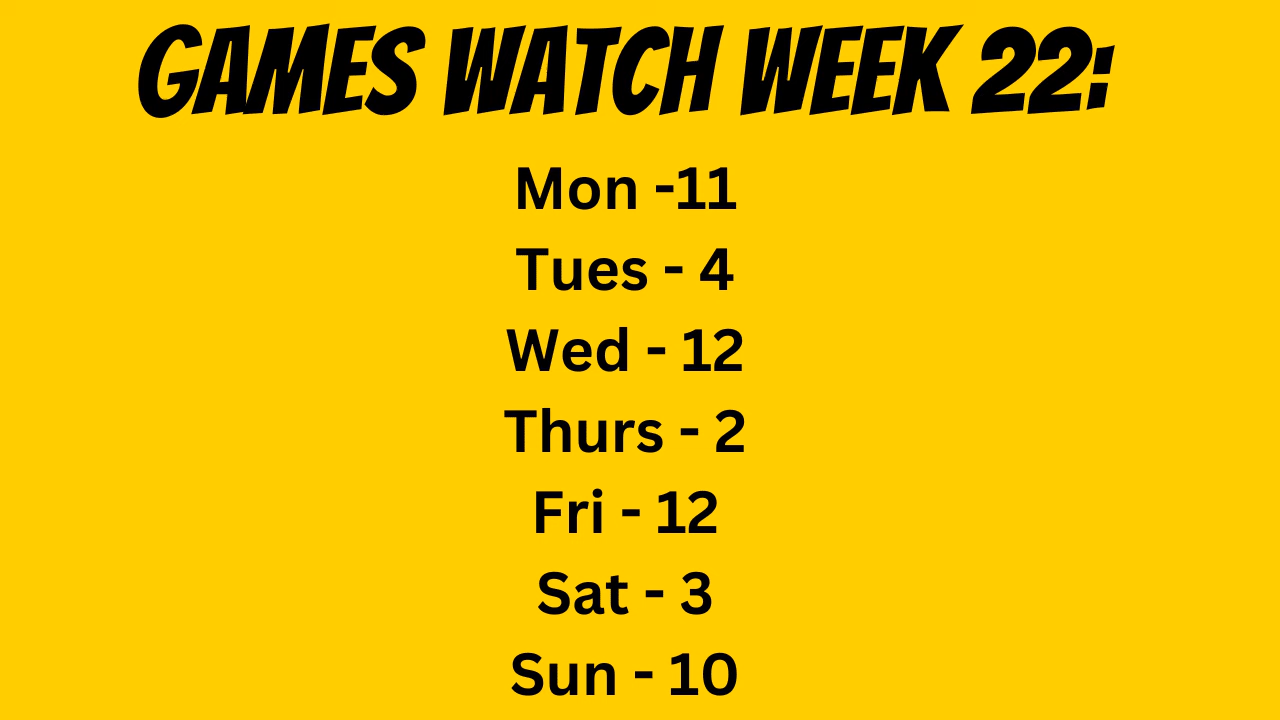 GAMES WATCH WEEK 22:
Mon -11
Tues - 4
Wed - 12
Thurs - 2
Fri - 12
Sat - 3
Sun - 10